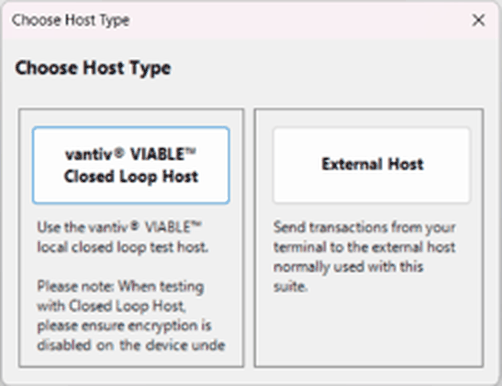 Choose Host Type
Choose Host Type
vantiv® VIABLE™
Closed Loop Host
Use the vantiv® VIABLE™
local closed loop test host.
Please note: When testing
with Closed Loop Host,
please ensure encryption is
disabled on the device unde
External Host
Send transactions from your
terminal to the external host
normally used with this
suite.